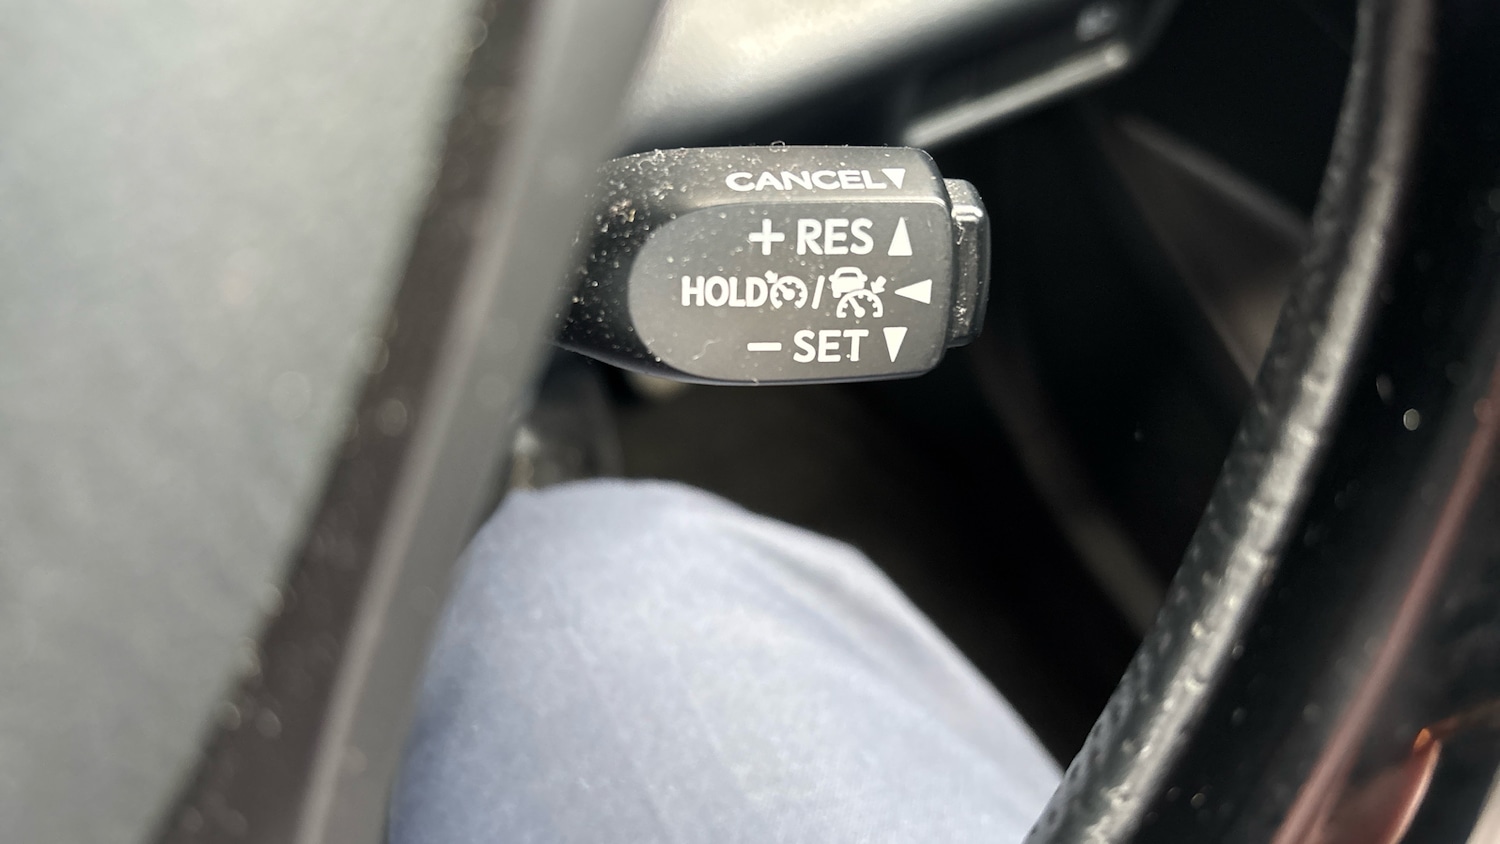 CANCEL▼
+ RES ▲
HOLD / ◀
− SET ▼